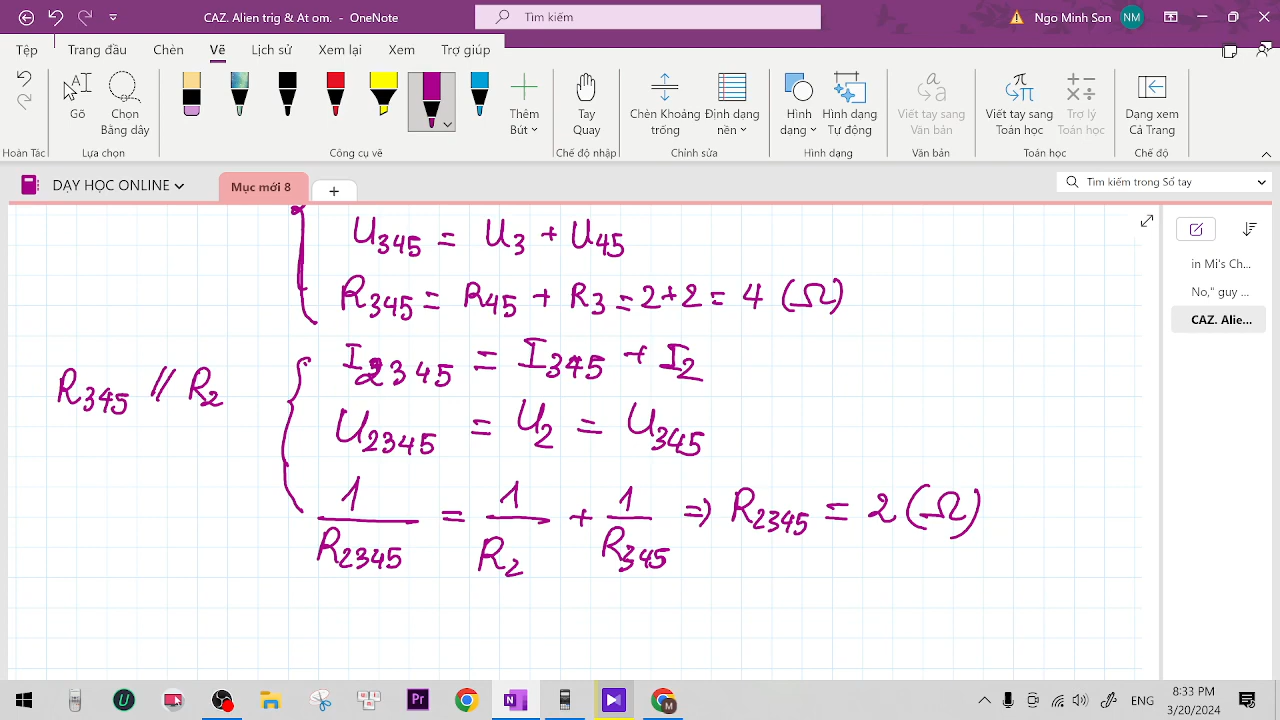 CAZ. Alien trg & Atom. 1 - OneNote
Tìm kiếm
Ngo Minh Son NM
Tệp Trang đầu Chèn Vẽ Lịch sử Xem lại Xem Trợ giúp
Gõ
Chọn Bằng dây
Thêm Bút
Tay Quay
Chèn Khoảng trống
Định dạng nền
Hình dạng
Hình dạng Tự động
Viết tay sang Văn bản
Viết tay sang Toán học
Trợ lý Toán học
Dạng xem Cả Trang
Hoàn Tác Lựa chọn Công cụ vẽ Chế độ nhập Chỉnh sửa Hình dạng Văn bản Toán học Chế độ
DẠY HỌC ONLINE Mục mới 8 +
Tìm kiếm trong Sổ tay
U345 = U3 + U45
R345 = R45 + R3 = 2+2 = 4 (Ω)
I2345 = I345 + I2
R345 // R2
U2345 = U2 = U345
1/R2345 = 1/R2 + 1/R345 => R2345 = 2 (Ω)
in Mi's Ch...
No," guy ...
CAZ. Alie...
Pr
ENG
8:33 PM
3/20/2024